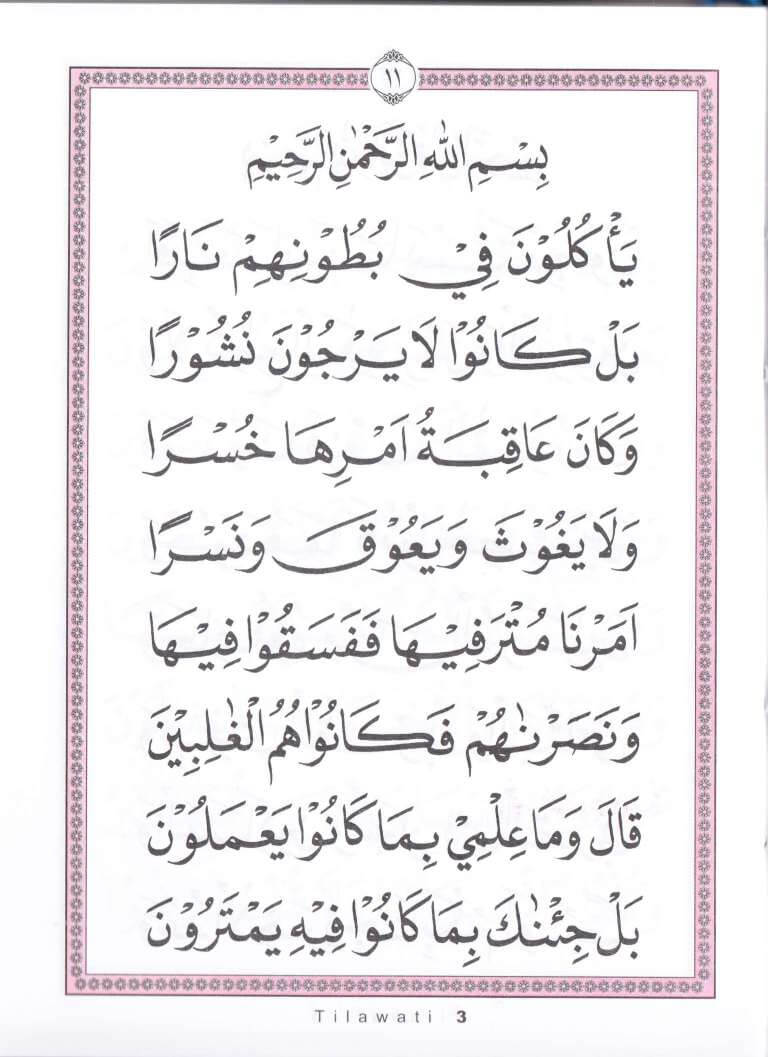 ١١
بِسْمِ اللّٰهِ الرَّحْمٰنِ الرَّحِيْمِ
يَأْكُلُوْنَ فِيْ بُطُوْنِهِمْ نَارًا
بَلْ كَانُوْا لَا يَرْجُوْنَ نُشُوْرًا
وَكَانَ عَاقِبَةُ اَمْرِهَا خُسْرًا
وَلَا يَغُوْثَ وَيَعُوْقَ وَنَسْرًا
اَمَرْنَا مُتْرَفِيْهَا فَفَسَقُوْا فِيْهَا
وَنَصَرْنٰهُمْ فَكَانُوْا هُمُ الْغٰلِبِيْنَ
قَالَ وَمَا عِلْمِيْ بِمَا كَانُوْا يَعْمَلُوْنَ
بَلْ جِئْنٰكَ بِمَا كَانُوْا فِيْهِ يَمْتَرُوْنَ
Tilawati 3